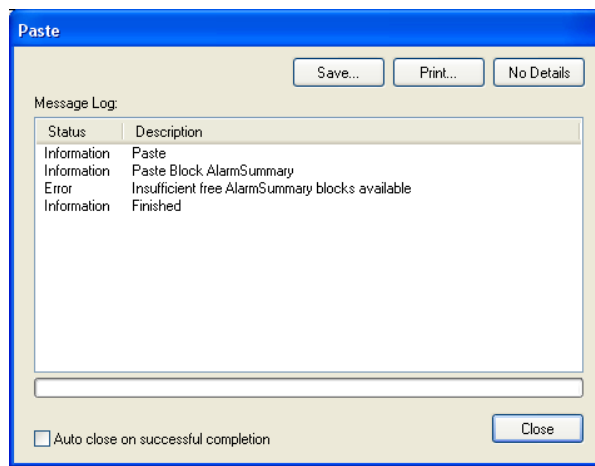 Paste
Save... Print... No Details
Message Log:
Status Description
Information Paste
Information Paste Block AlarmSummary
Error Insufficient free AlarmSummary blocks available
Information Finished
Close
Auto close on successful completion